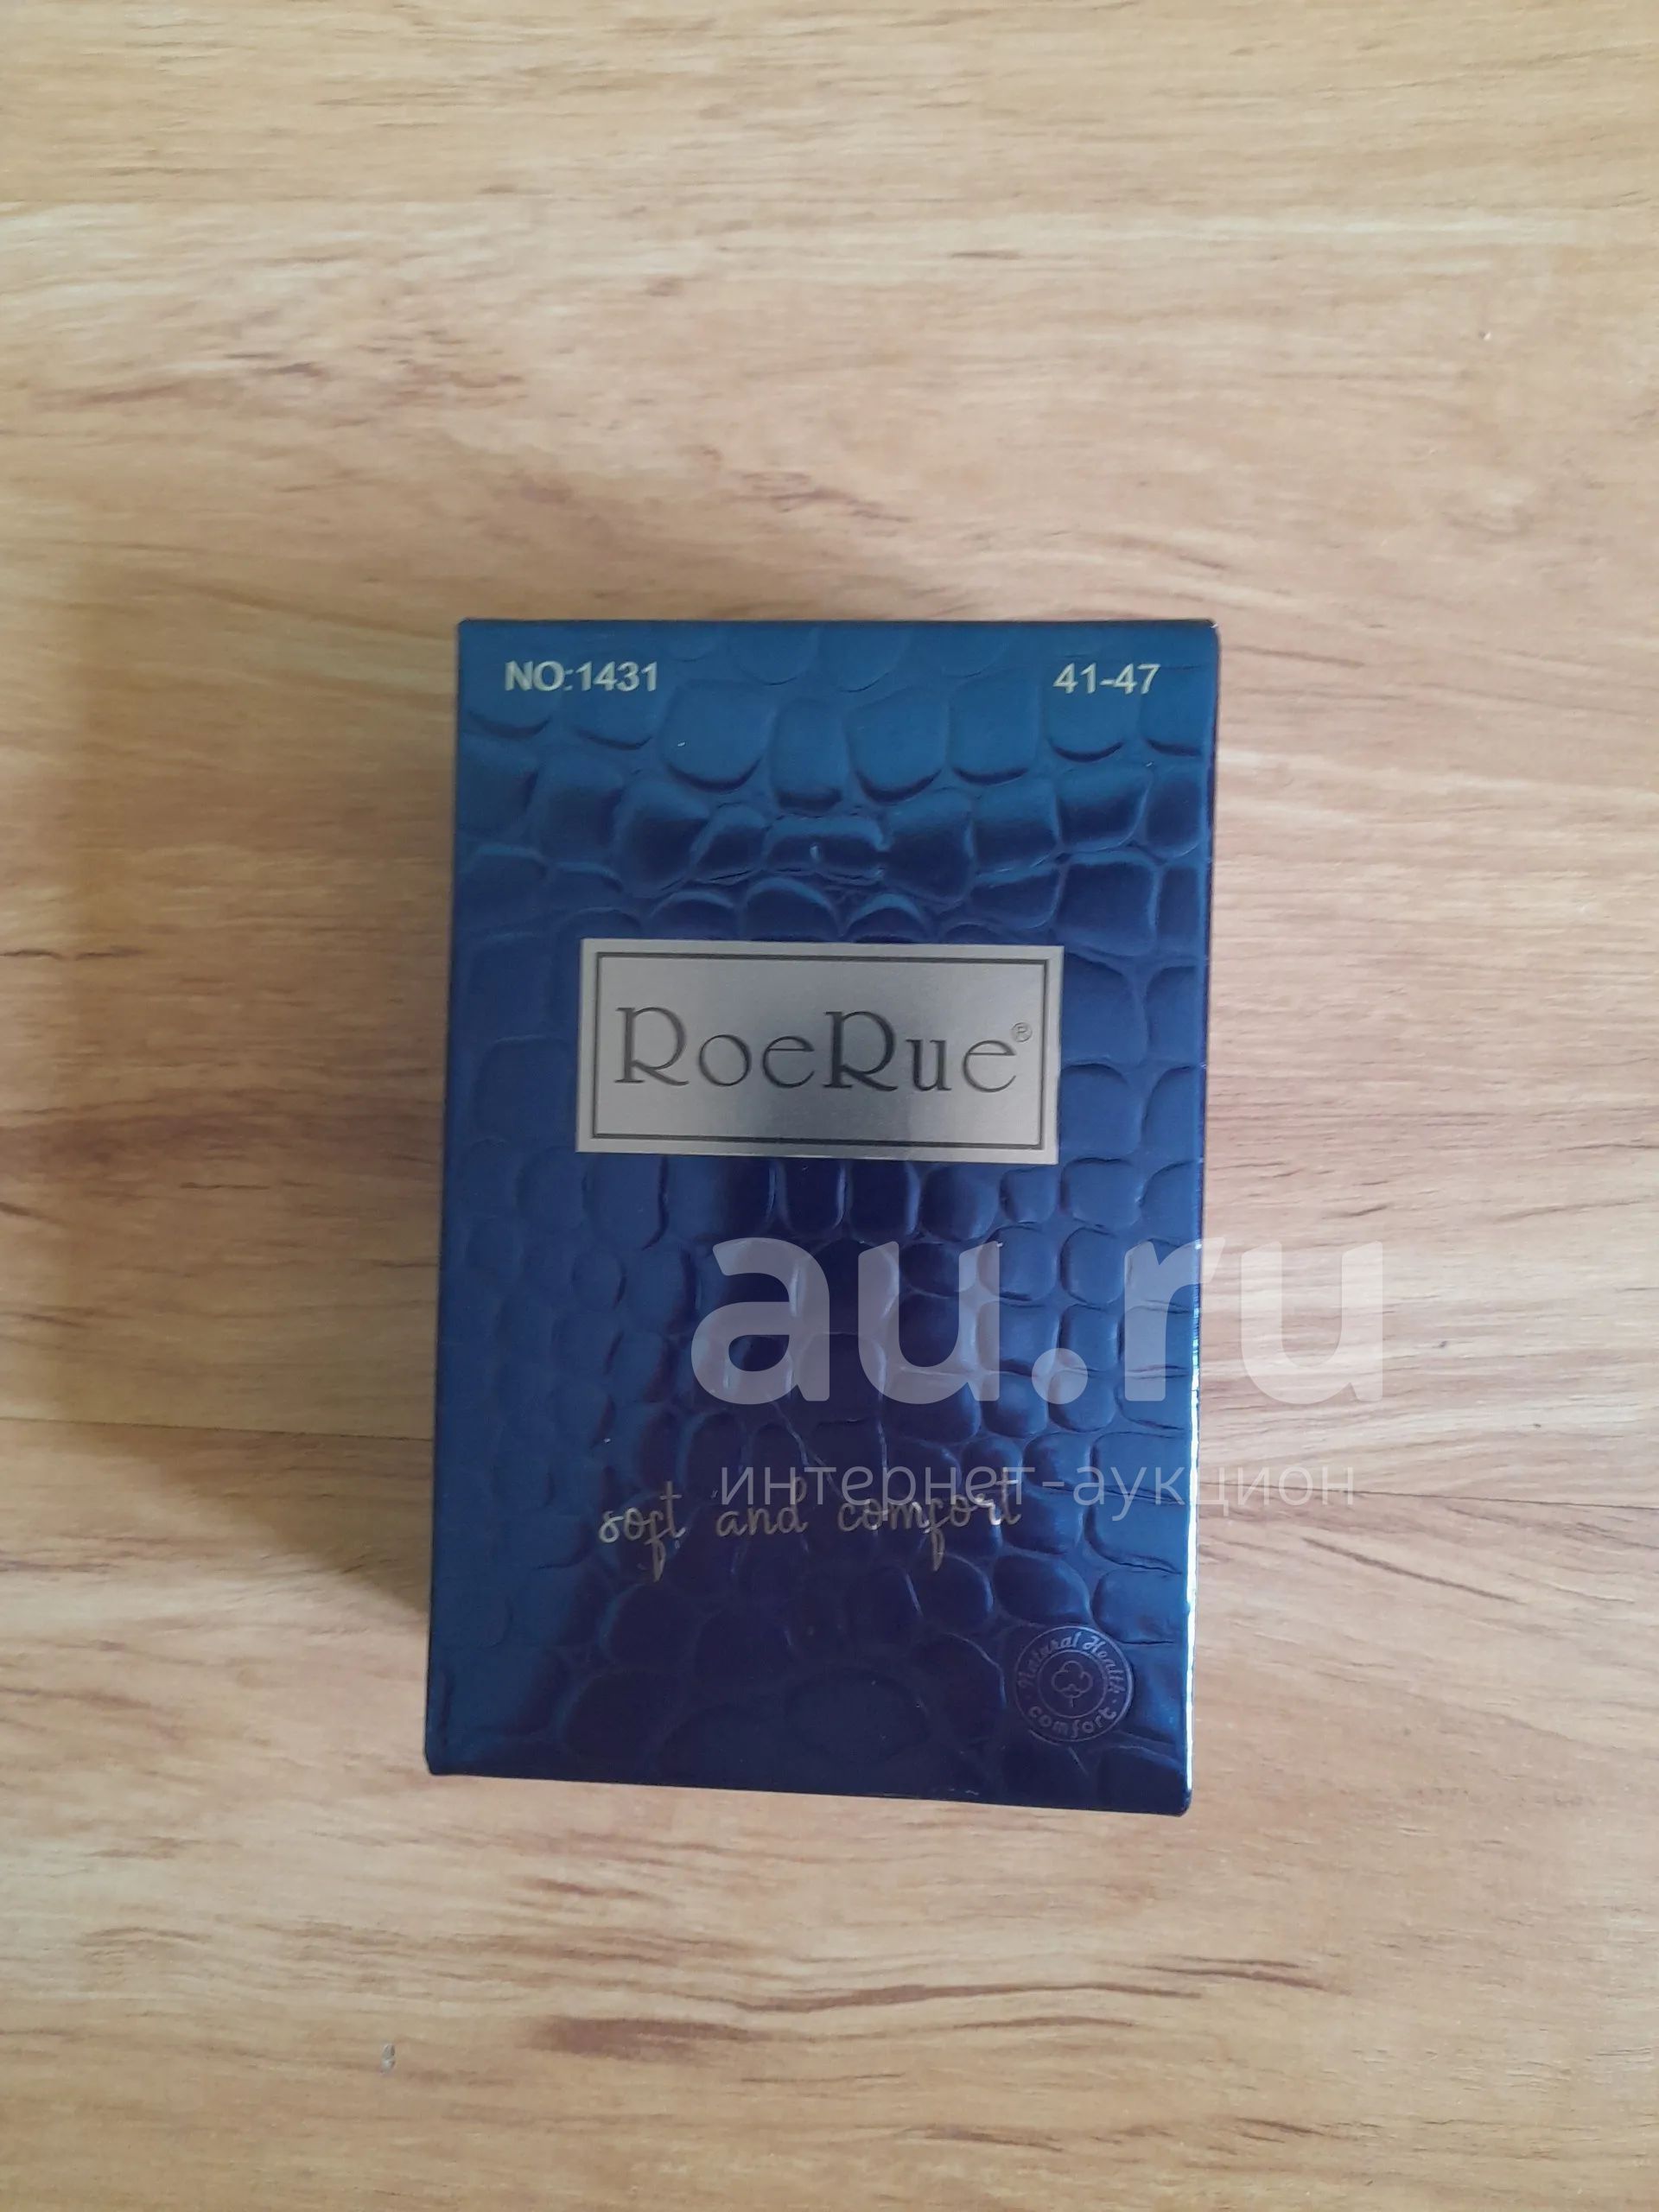 NO:1431 41-47
RoeRue®
au.ru
интернет-аукцион
soft and comfort
Natural Health
comfort